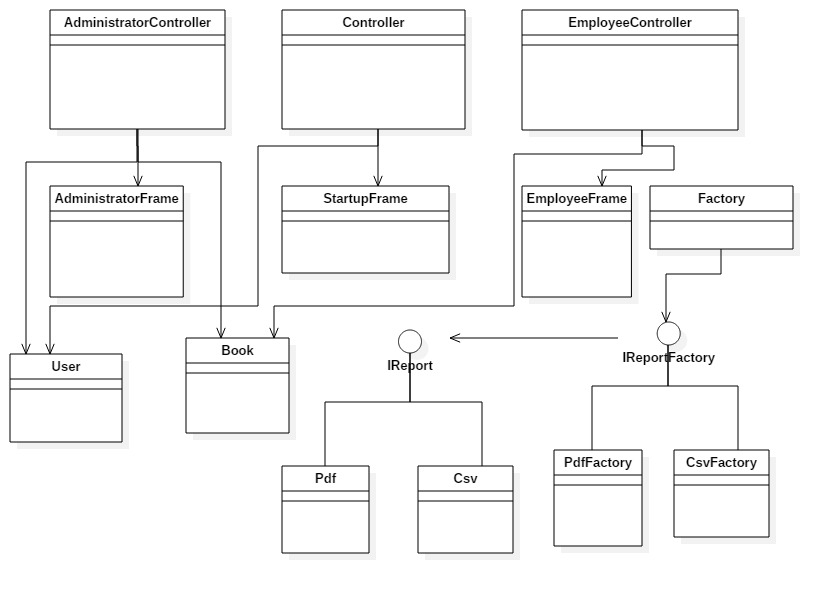 AdministratorController
Controller
EmployeeController
AdministratorFrame
StartupFrame
EmployeeFrame
Factory
User
Book
IReport
IReportFactory
Pdf
Csv
PdfFactory
CsvFactory